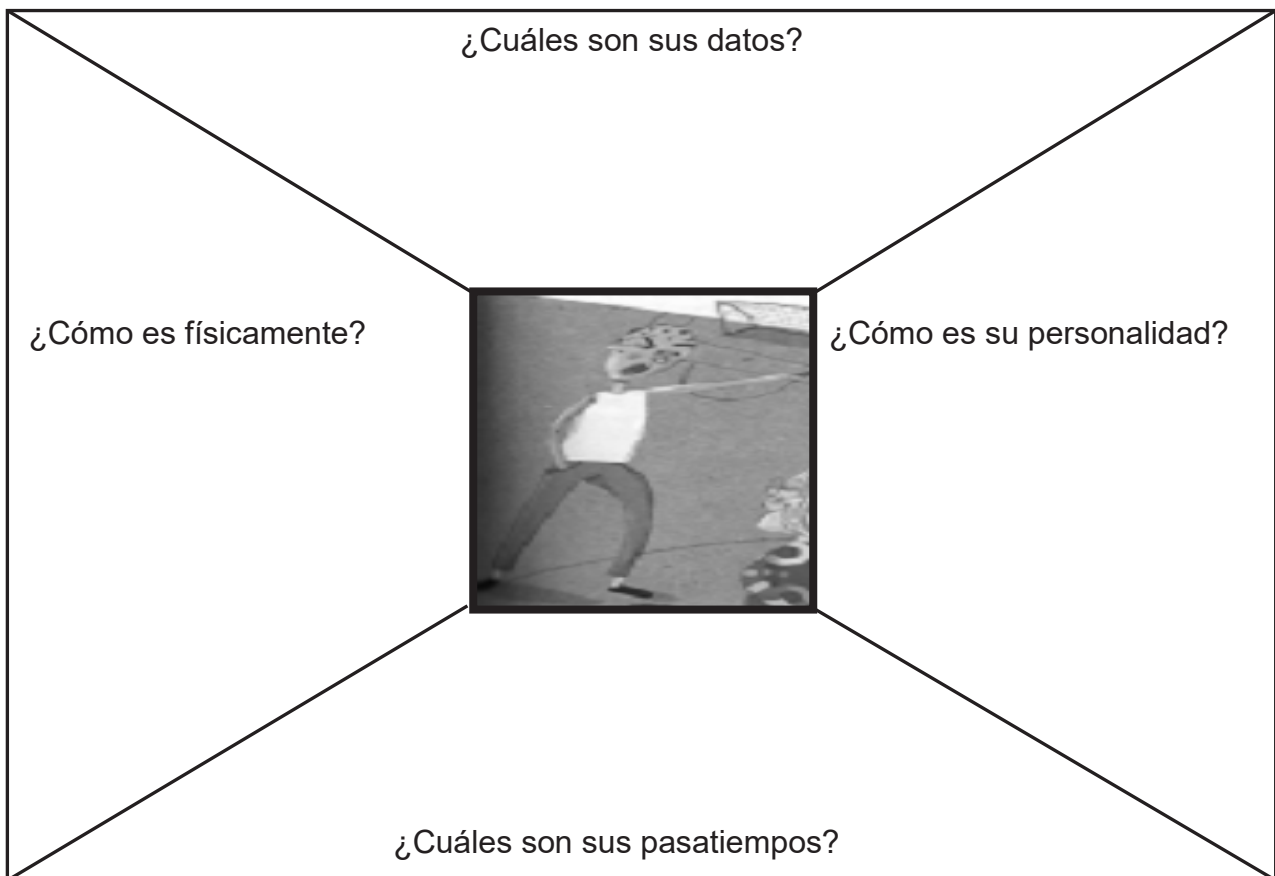 ¿Cuáles son sus datos?
¿Cómo es físicamente?
¿Cómo es su personalidad?
¿Cuáles son sus pasatiempos?